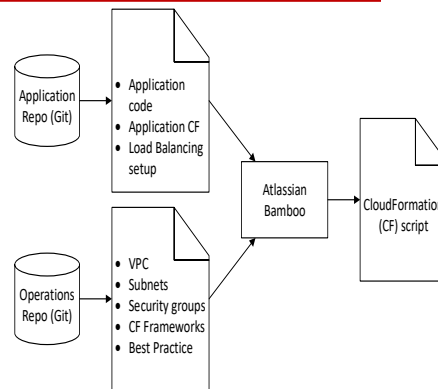 Application
Repo (Git)
• Application
code
• Application CF
• Load Balancing
setup
Atlassian
Bamboo
CloudFormation
(CF) script
Operations
Repo (Git)
• VPC
• Subnets
• Security groups
• CF Frameworks
• Best Practice